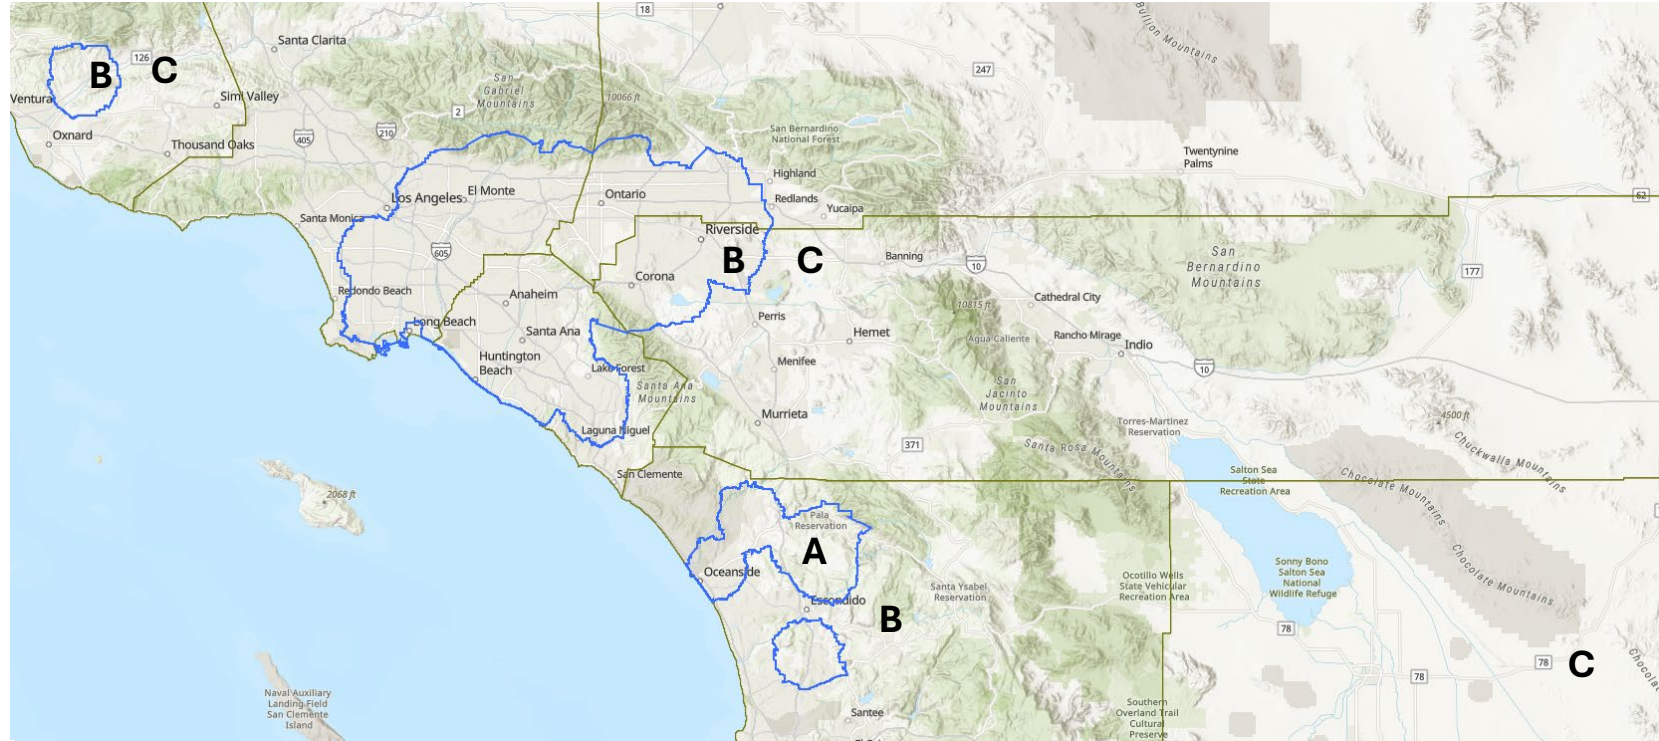 18
Bullion Mountains
Santa Clarita
126
B
C
247
San
Gabriel
Mountains
10066 ft
Ventura
Simi Valley
2
Oxnard
405
210
San Bernardino
National Forest
Thousand Oaks
Twentynine
Palms
Highland
Los Angeles
El Monte
Ontario
Redlands
62
Yucaipa
Santa Monica
Riverside
605
B
C
Banning
10
San
Bernardino
Mountains
177
Corona
Redondo Beach
Anaheim
10815 ft
Cathedral City
Long Beach
Perris
Santa Ana
Hemet
Agua Caliente
Rancho Mirage
Indio
Huntington
Beach
Lake Forest
Menifee
10
Santa Ana
Mountains
San
Jacinto
Mountains
Murrieta
4500 ft
Laguna Niguel
Torres-Martinez
Reservation
371
Santa Rosa Mountains
Chuckwalla Mountains
San Clemente
Salton Sea
State
Recreation Area
Chocolate Mountains
2068 ft
Pala
Reservation
A
Oceanside
Chocolate Mountains
Sonny Bono
Salton Sea
National
Wildlife Refuge
Ocotillo Wells
State Vehicular
Recreation Area
Santa Ysabel
Reservation
Escondido
B
78
78
78
C
Naval Auxiliary
Landing Field
San Clemente
Island
Santee
Southern
Overland Trail
Cultural
Preserve